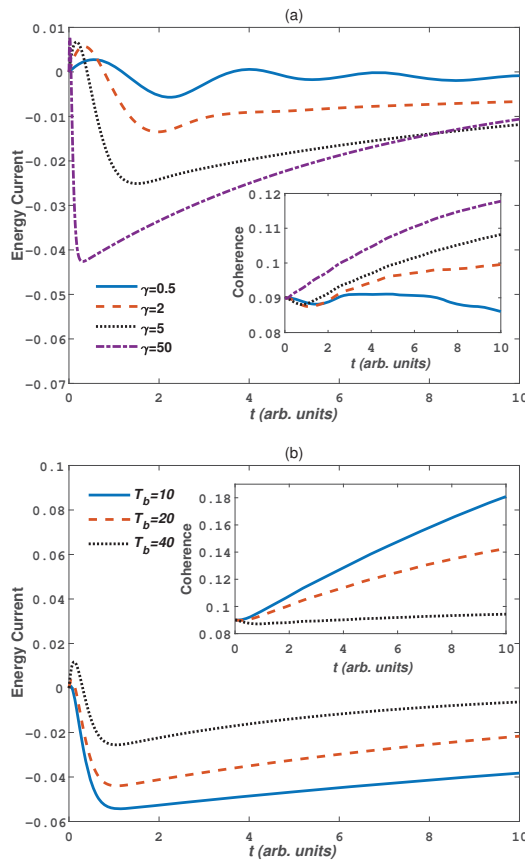 (a)
0.01
0
−0.01
−0.02
−0.03
−0.04
−0.05
−0.06
−0.07
Energy Current
0 2 4 6 8 10
t (arb. units)
γ=0.5
γ=2
γ=5
γ=50
0.12
0.11
0.1
0.09
0.08
Coherence
0 2 4 6 8 10
t (arb. units)
(b)
0.1
0.08
0.06
0.04
0.02
0
−0.02
−0.04
−0.06
Energy Current
0 2 4 6 8 10
t (arb. units)
T_b=10
T_b=20
T_b=40
0.18
0.16
0.14
0.12
0.1
0.08
Coherence
0 2 4 6 8 10
t (arb. units)